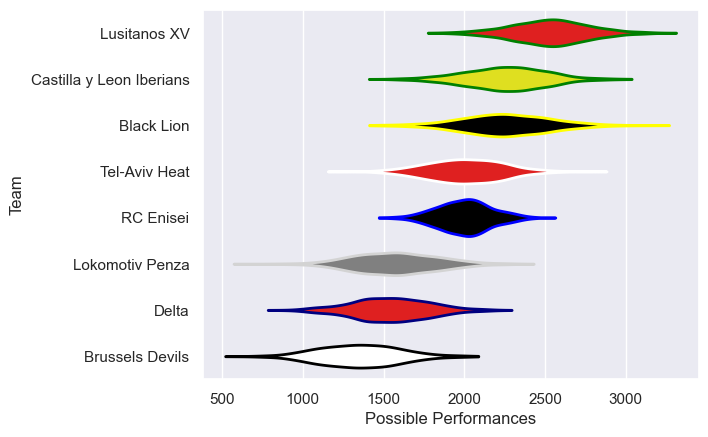 Lusitanos XV
Castilla y Leon Iberians
Black Lion
Tel-Aviv Heat
RC Enisei
Lokomotiv Penza
Delta
Brussels Devils
Team
500 1000 1500 2000 2500 3000
Possible Performances